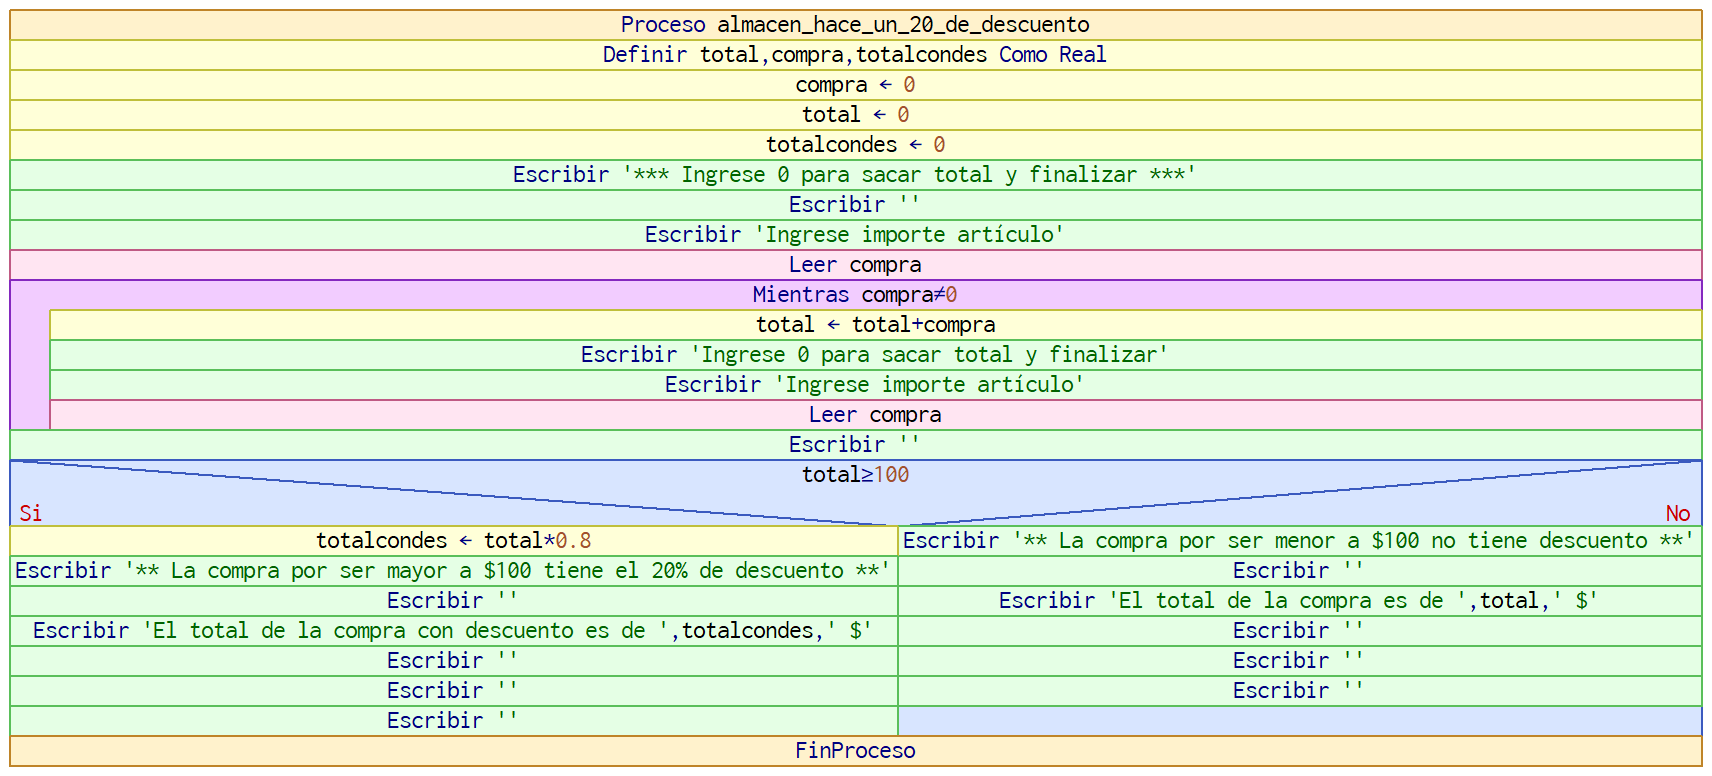 Proceso almacen_hace_un_20_de_descuento
Definir total,compra,totalcondes Como Real
compra ← 0
total ← 0
totalcondes ← 0
Escribir '*** Ingrese 0 para sacar total y finalizar ***'
Escribir ''
Escribir 'Ingrese importe artículo'
Leer compra
Mientras compra≠0
total ← total+compra
Escribir 'Ingrese 0 para sacar total y finalizar'
Escribir 'Ingrese importe artículo'
Leer compra
Escribir ''
total≥100
Si
No
totalcondes ← total*0.8
Escribir '** La compra por ser mayor a $100 tiene el 20% de descuento **'
Escribir ''
Escribir 'El total de la compra con descuento es de ',totalcondes,' $'
Escribir ''
Escribir ''
Escribir ''
Escribir '** La compra por ser menor a $100 no tiene descuento **'
Escribir ''
Escribir 'El total de la compra es de ',total,' $'
Escribir ''
Escribir ''
Escribir ''
FinProceso